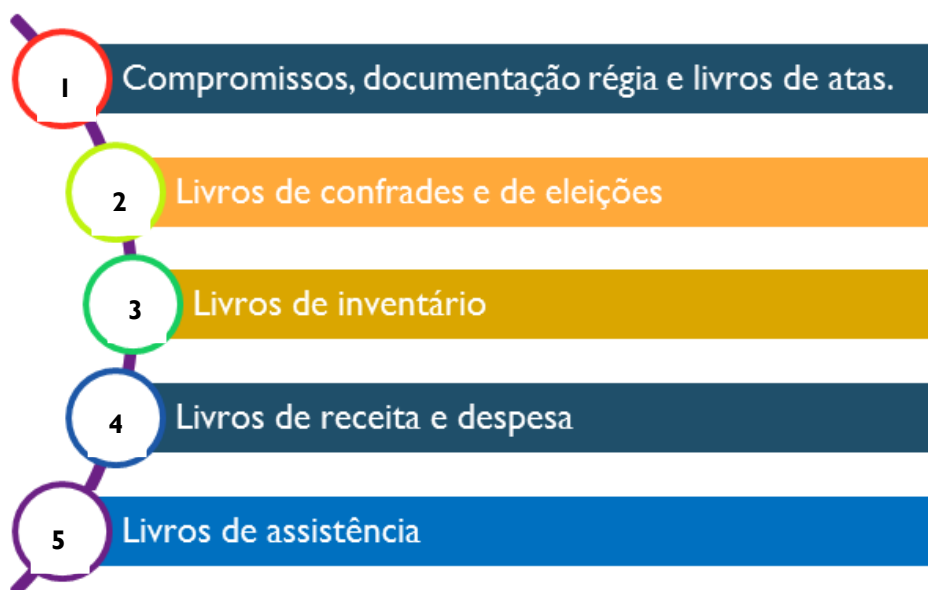 1 Compromissos, documentação régia e livros de atas.
2 Livros de confrades e de eleições
3 Livros de inventário
4 Livros de receita e despesa
5 Livros de assistência